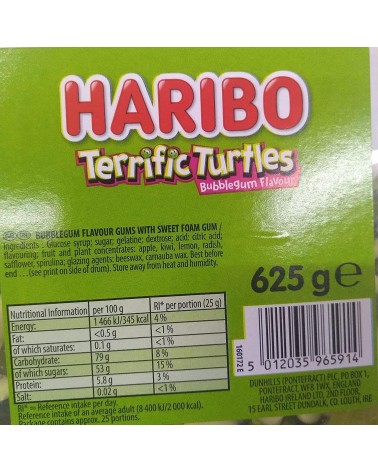 HARIBO
Terrific Turtles
Bubblegum Flavour
BUBBLEGUM FLAVOUR GUMS WITH SWEET FOAM GUM /
Ingredients: Glucose syrup; sugar; gelatine; dextrose; acid: citric acid;
flavouring; fruit and plant concentrates: apple, kiwi, lemon, radish,
safflower, spirulina; glazing agents: beeswax, carnauba wax. Best before
end . . . (see print on side of drum). Store away from heat and humidity.
625 g e
Nutritional Information per 100 g RI* per portion (25 g)
Energy: 1 466 kJ/345 kcal 4 %
Fat: <0.5 g <1 %
of which saturates: 0.1 g <1 %
Carbohydrate: 79 g 8 %
of which sugars: 53 g 15 %
Protein: 5.8 g 3 %
Salt: 0.02 g <1 %
RI* = Reference intake per day.
Reference intake of an adult (8 400 kJ/2 000 kcal).
Package contains approx. 25 portions.
160172 E
5 012035 965914
DUNHILLS (PONTEFRACT) PLC, PO BOX 1,
PONTEFRACT, WF8 1WX, ENGLAND
HARIBO IRELAND LTD, 2ND FLOOR,
15 EARL STREET DONDALK, CO. LOUTH, IRE